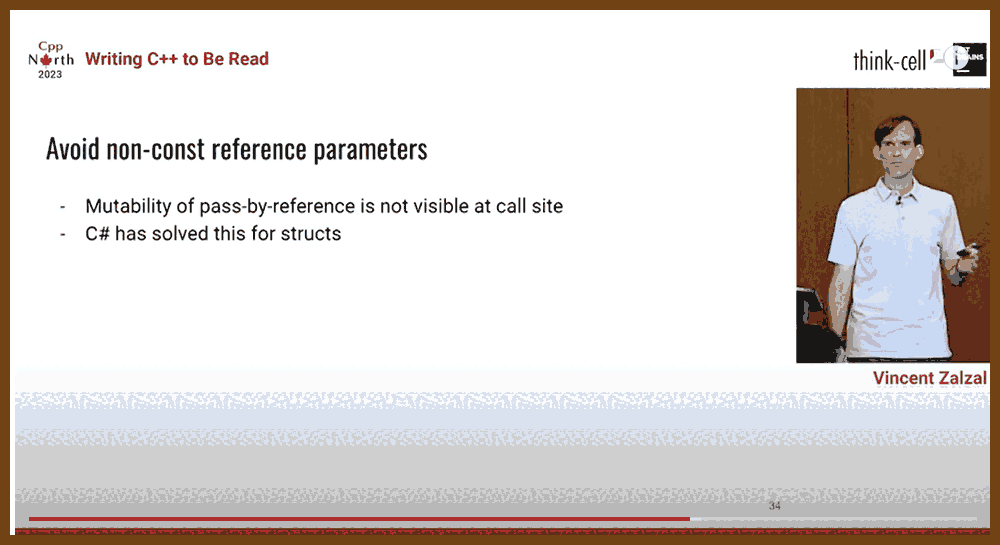 Cpp
North
2023
Writing C++ to Be Read
think-cell
Avoid non-const reference parameters
- Mutability of pass-by-reference is not visible at call site
- C# has solved this for structs
Vincent Zalzal
34